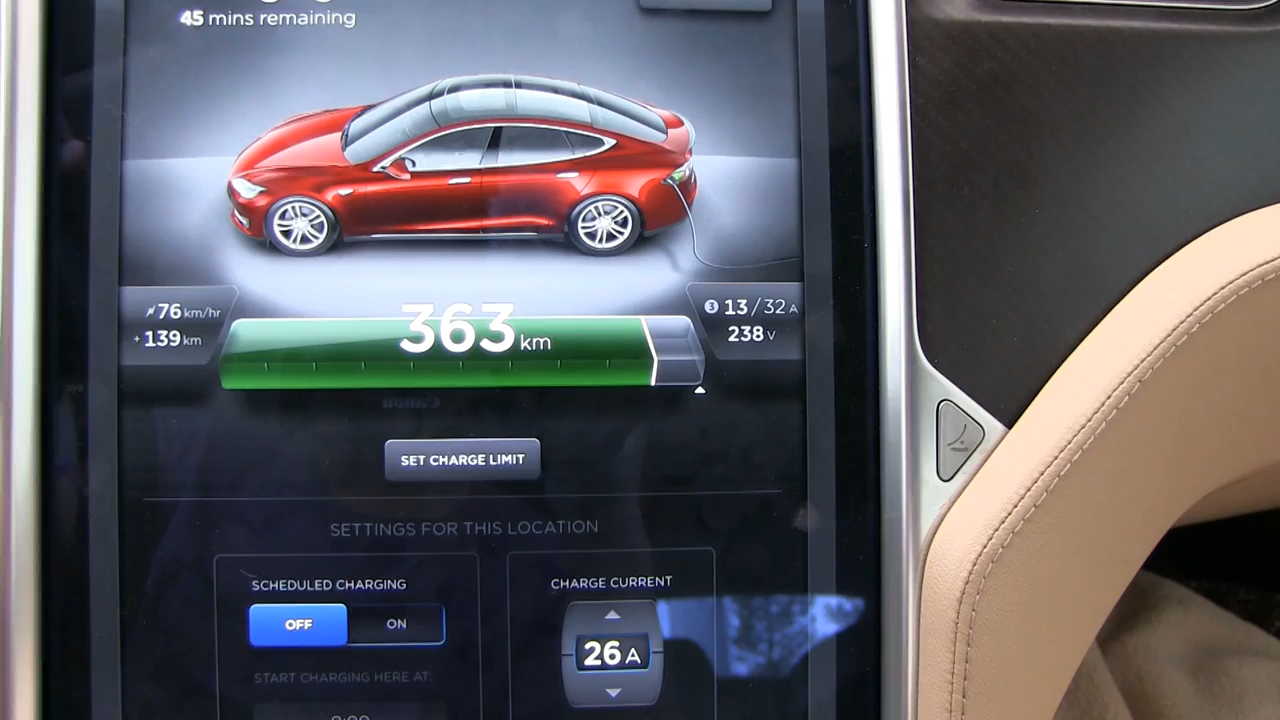 45 mins remaining
76 km/hr
+ 139 km
363 km
3 13 / 32 A
238 V
SET CHARGE LIMIT
SETTINGS FOR THIS LOCATION
SCHEDULED CHARGING
OFF ON
START CHARGING HERE AT:
CHARGE CURRENT
26 A